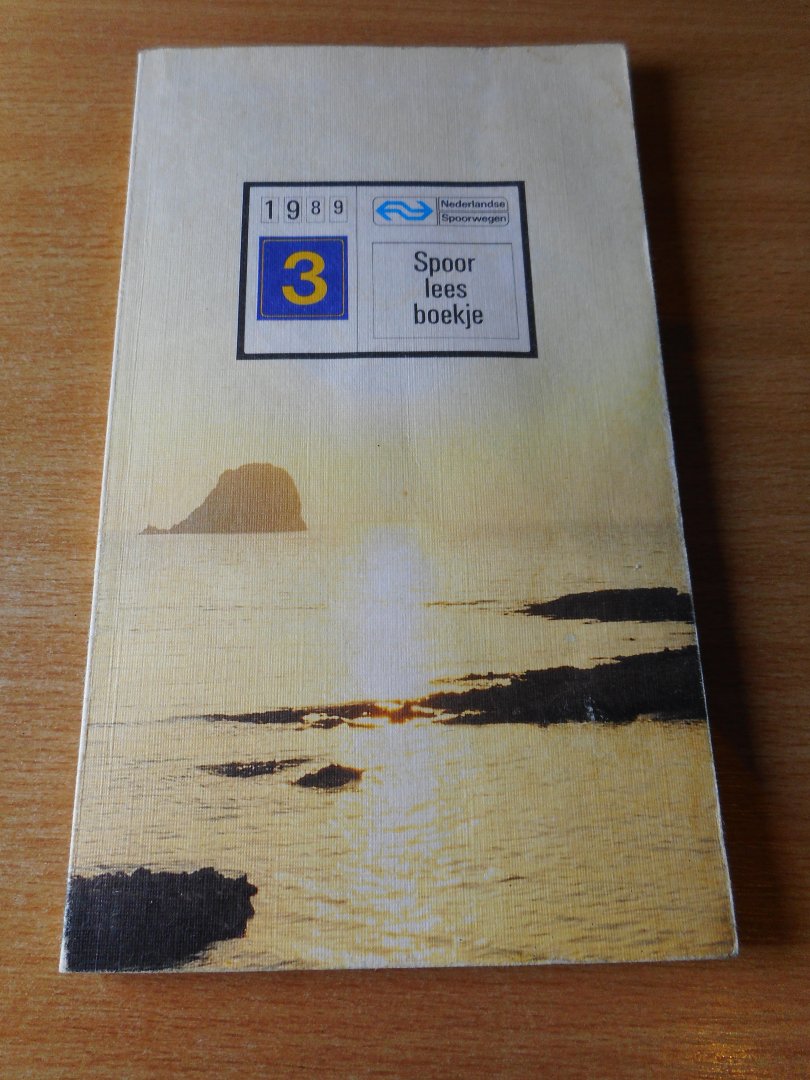 1989
3
Nederlandse
Spoorwegen
Spoor
lees
boekje